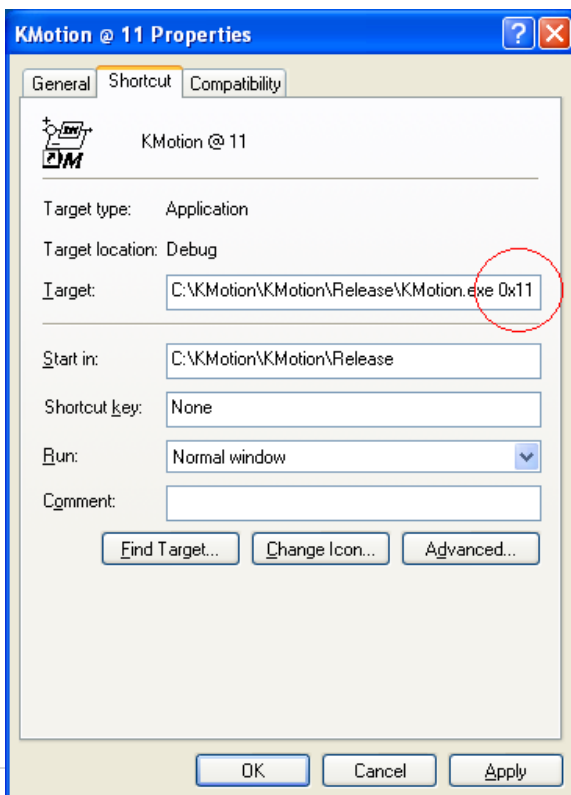 KMotion @ 11 Properties
General Shortcut Compatibility
KMotion @ 11
Target type: Application
Target location: Debug
Target: C:\KMotion\KMotion\Release\KMotion.exe 0x11
Start in: C:\KMotion\KMotion\Release
Shortcut key: None
Run: Normal window
Comment:
Find Target... Change Icon... Advanced...
OK Cancel Apply